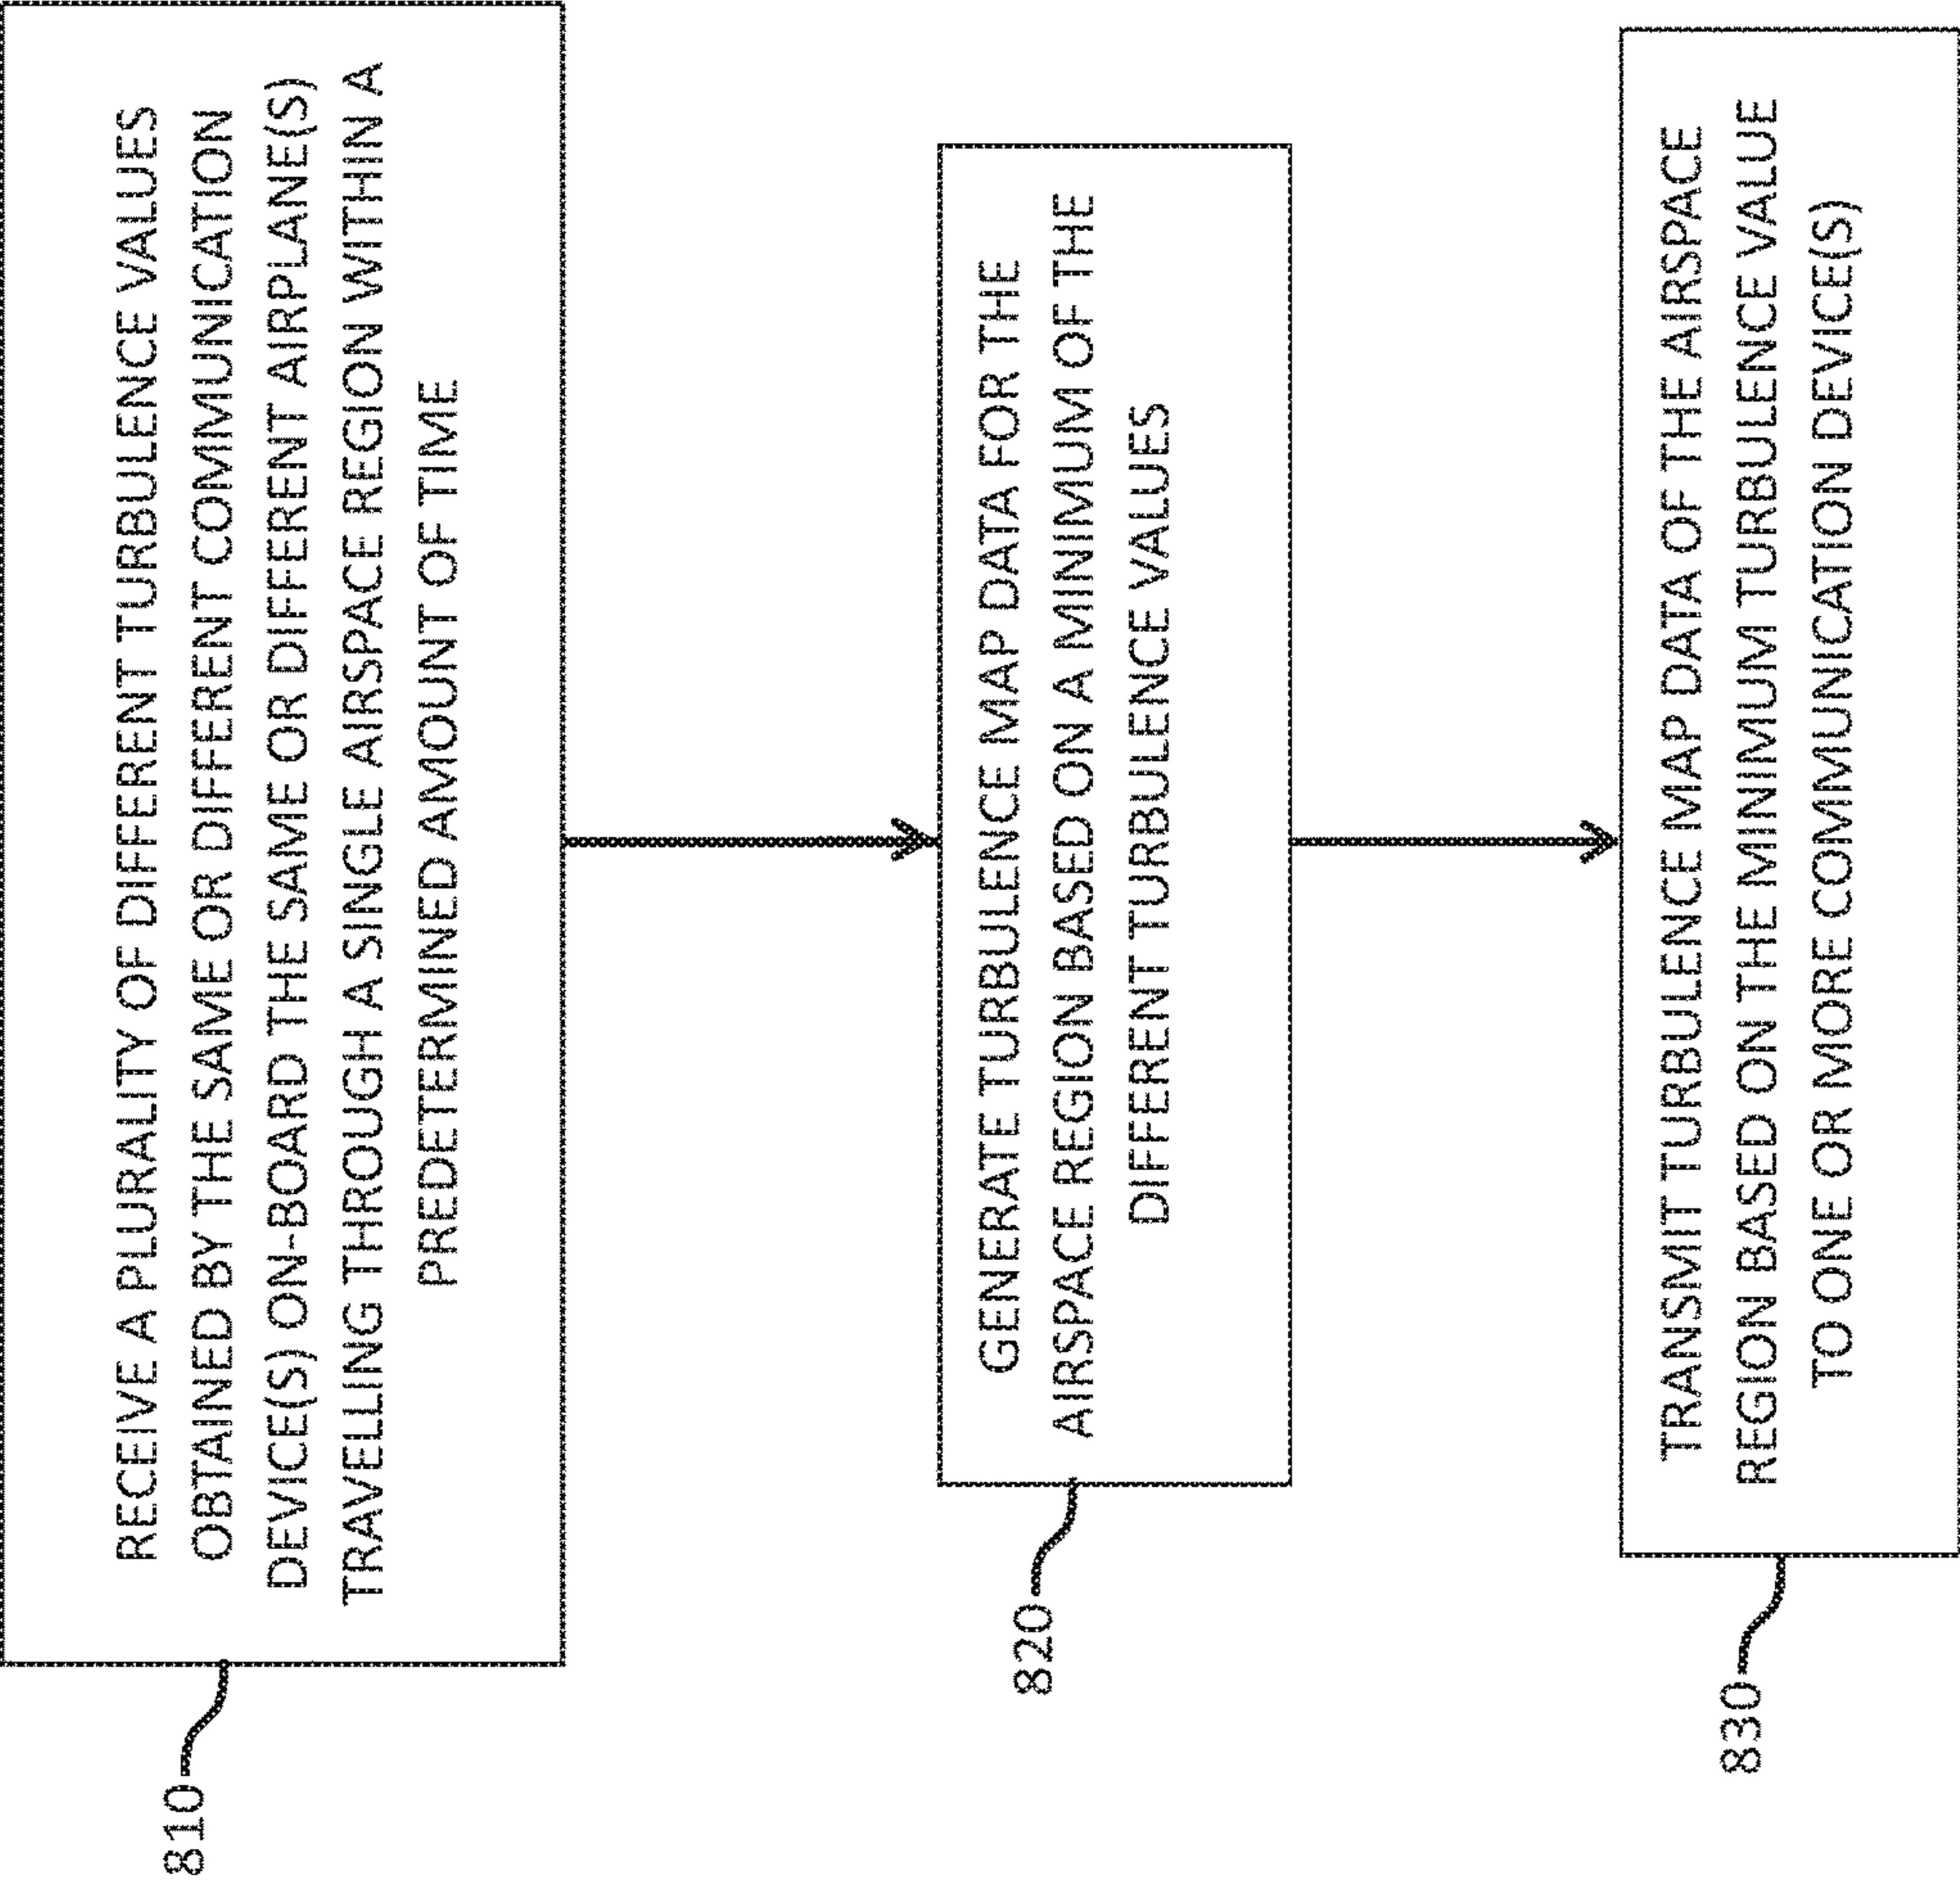 RECEIVE A PLURALITY OF DIFFERENT TURBULENCE VALUES
OBTAINED BY THE SAME OR DIFFERENT COMMUNICATION
DEVICE(S) ON-BOARD THE SAME OR DIFFERENT AIRPLANE(S)
TRAVELLING THROUGH A SINGLE AIRSPACE REGION WITHIN A
PREDETERMINED AMOUNT OF TIME
810
GENERATE TURBULENCE MAP DATA FOR THE
AIRSPACE REGION BASED ON A MINIMUM OF THE
DIFFERENT TURBULENCE VALUES
820
TRANSMIT TURBULENCE MAP DATA OF THE AIRSPACE
REGION BASED ON THE MINIMUM TURBULENCE VALUE
TO ONE OR MORE COMMUNICATION DEVICE(S)
830